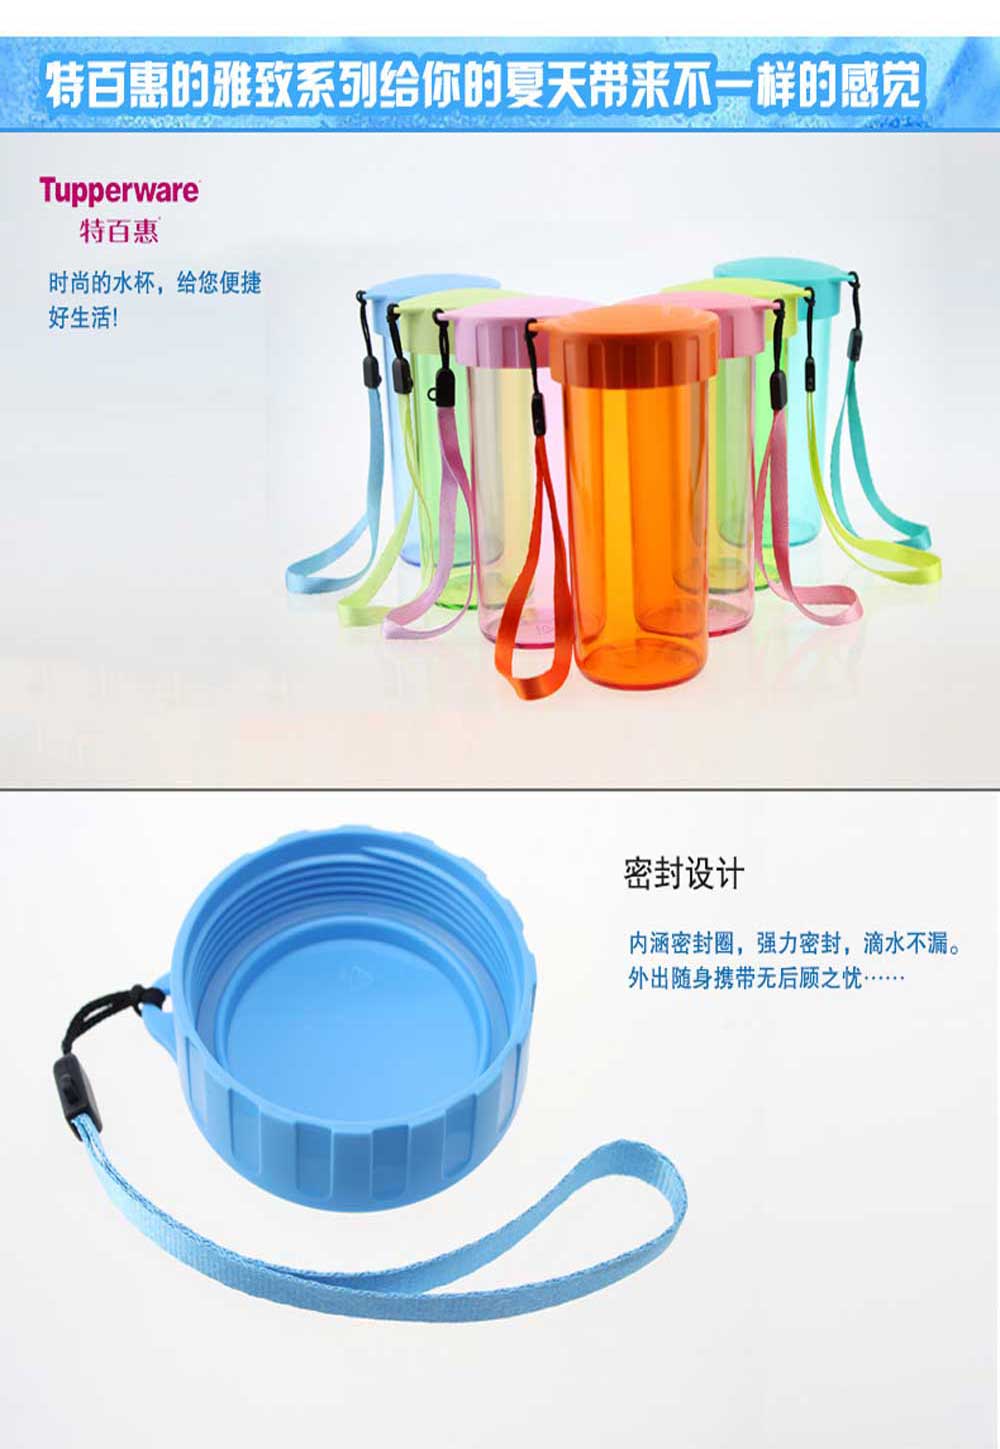 特百惠的雅致系列给你的夏天带来不一样的感觉
Tupperware
特百惠
时尚的水杯，给您便捷
好生活!
密封设计
内涵密封圈，强力密封，滴水不漏。
外出随身携带无后顾之忧……